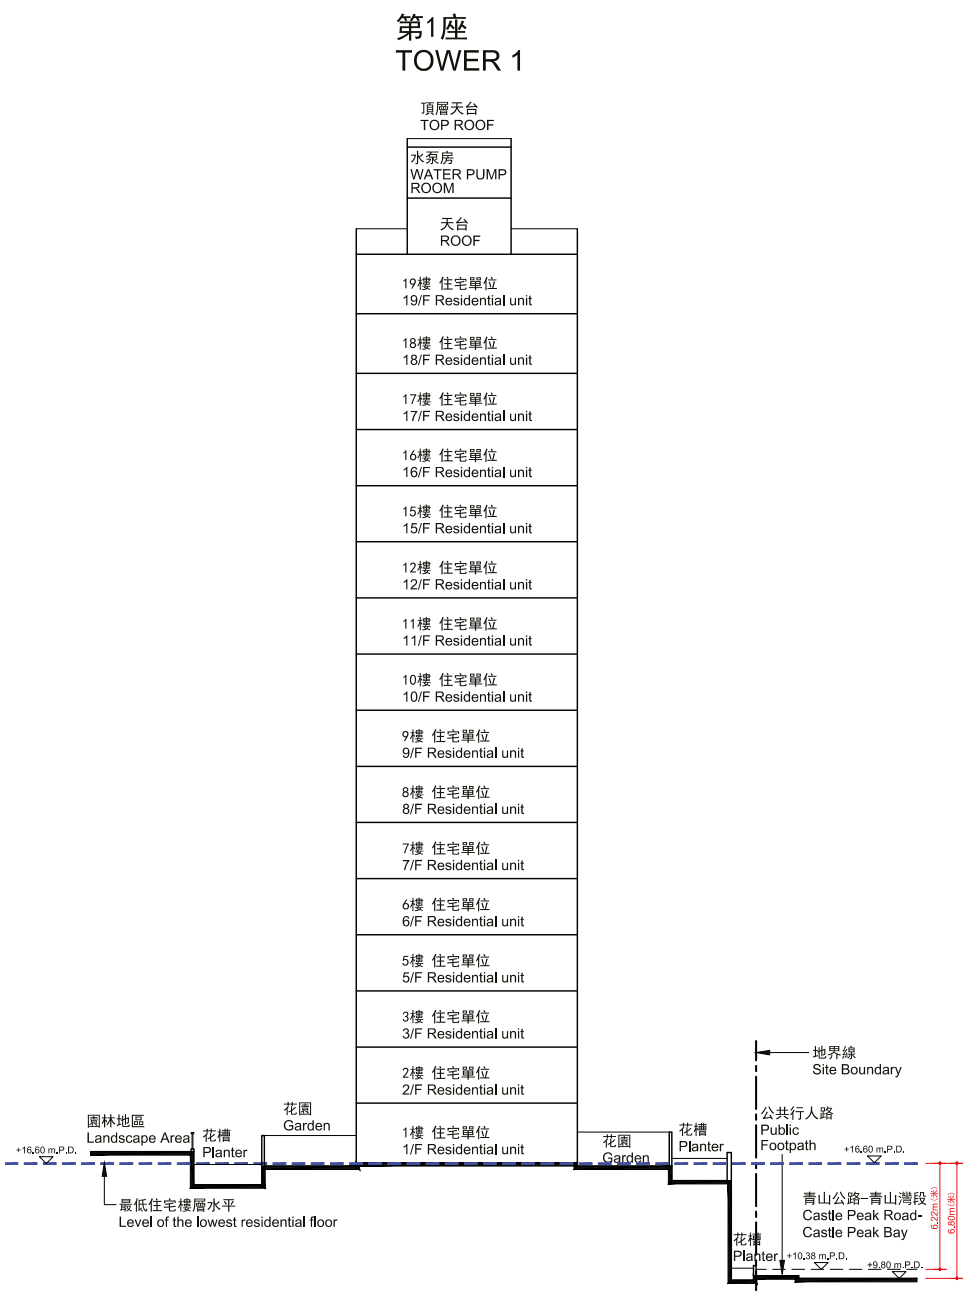 第1座
TOWER 1
頂層天台
TOP ROOF
水泵房
WATER PUMP
ROOM
天台
ROOF
19樓 住宅單位
19/F Residential unit
18樓 住宅單位
18/F Residential unit
17樓 住宅單位
17/F Residential unit
16樓 住宅單位
16/F Residential unit
15樓 住宅單位
15/F Residential unit
12樓 住宅單位
12/F Residential unit
11樓 住宅單位
11/F Residential unit
10樓 住宅單位
10/F Residential unit
9樓 住宅單位
9/F Residential unit
8樓 住宅單位
8/F Residential unit
7樓 住宅單位
7/F Residential unit
6樓 住宅單位
6/F Residential unit
5樓 住宅單位
5/F Residential unit
3樓 住宅單位
3/F Residential unit
2樓 住宅單位
2/F Residential unit
1樓 住宅單位
1/F Residential unit
園林地區
Landscape Area
花槽
Planter
花園
Garden
花園
Garden
花槽
Planter
地界線
Site Boundary
公共行人路
Public
Footpath
+16.60 m.P.D.
+16.60 m.P.D.
最低住宅樓層水平
Level of the lowest residential floor
青山公路-青山灣段
Castle Peak Road-
Castle Peak Bay
花槽
Planter
+10.38 m.P.D.
+9.80 m.P.D.
6.22m(米)
6.80m(米)